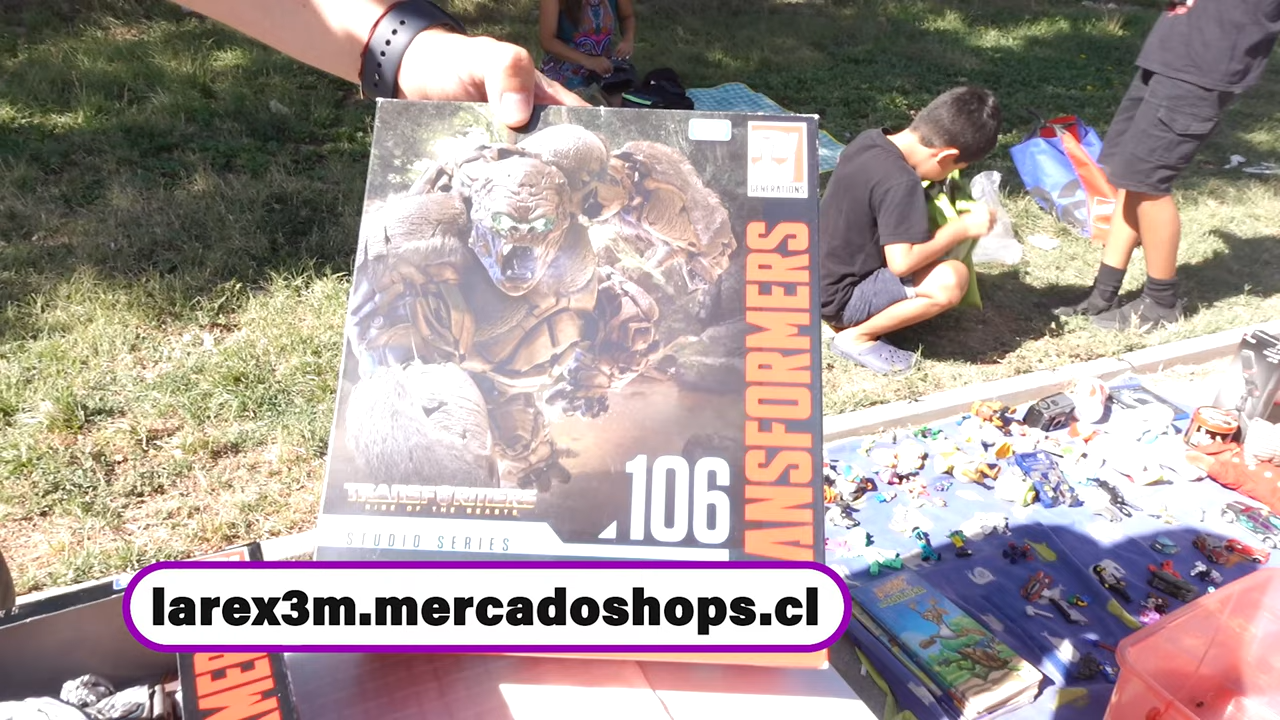 GENERATIONS
ANSFORMERS
106
TRANSFORMERS
RISE OF THE BEASTS
STUDIO SERIES
larex3m.mercadoshops.cl